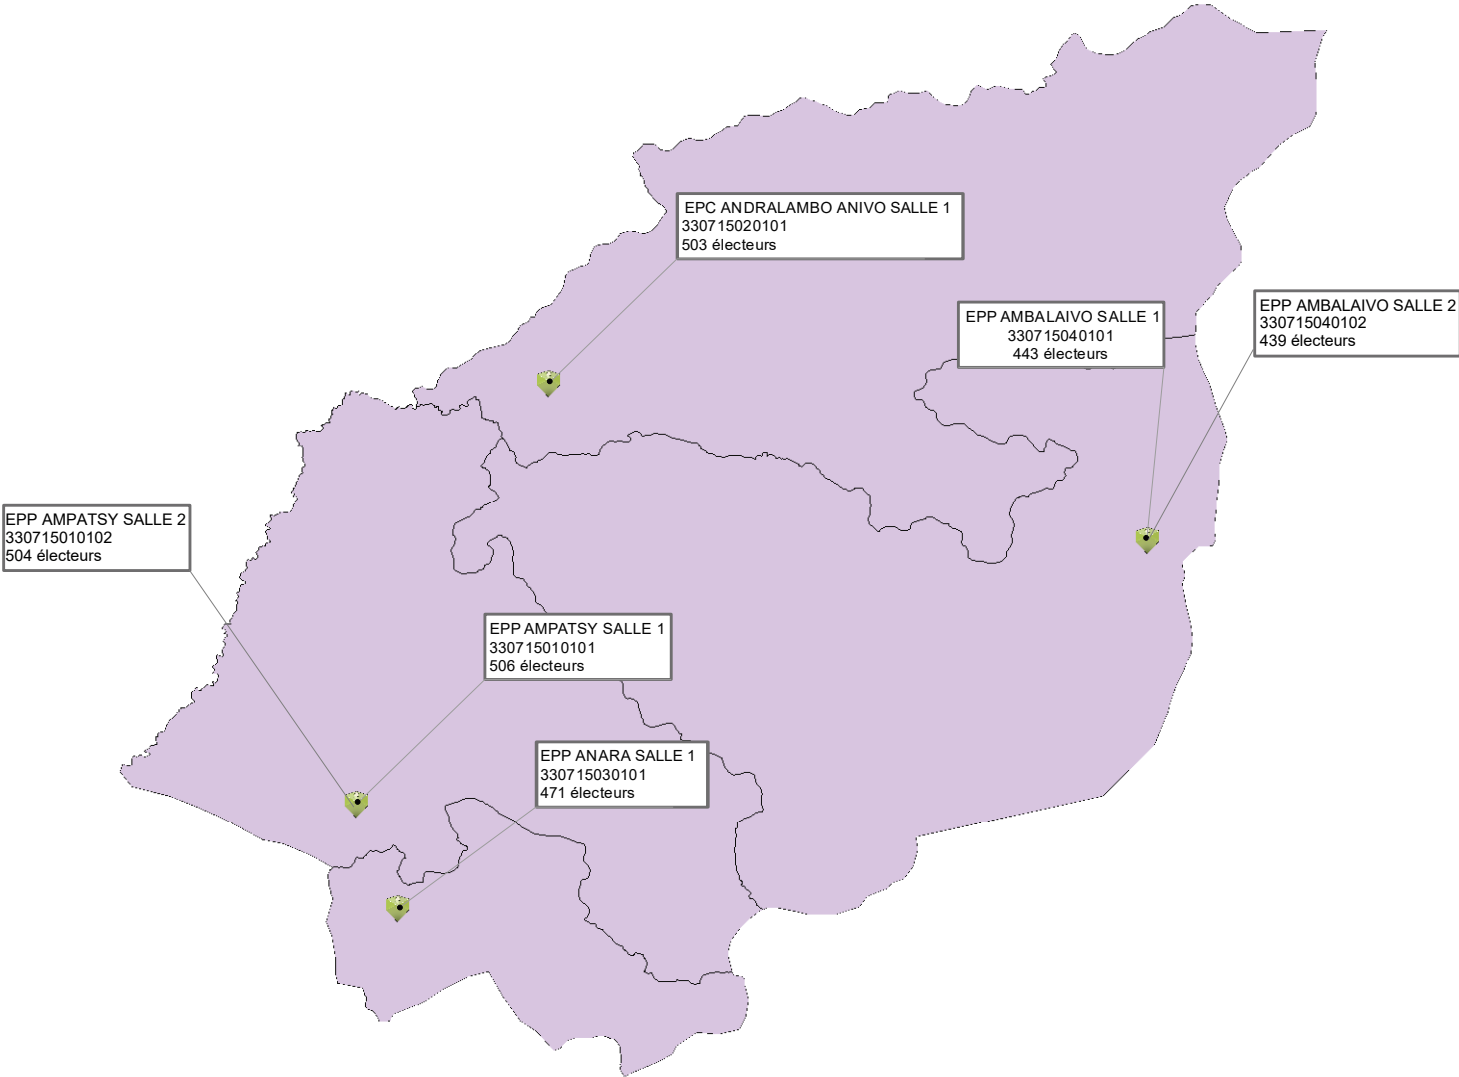 EPC ANDRALAMBO ANIVO SALLE 1
330715020101
503 électeurs
EPP AMBALAIVO SALLE 1
330715040101
443 électeurs
EPP AMBALAIVO SALLE 2
330715040102
439 électeurs
EPP AMPATSY SALLE 2
330715010102
504 électeurs
EPP AMPATSY SALLE 1
330715010101
506 électeurs
EPP ANARA SALLE 1
330715030101
471 électeurs